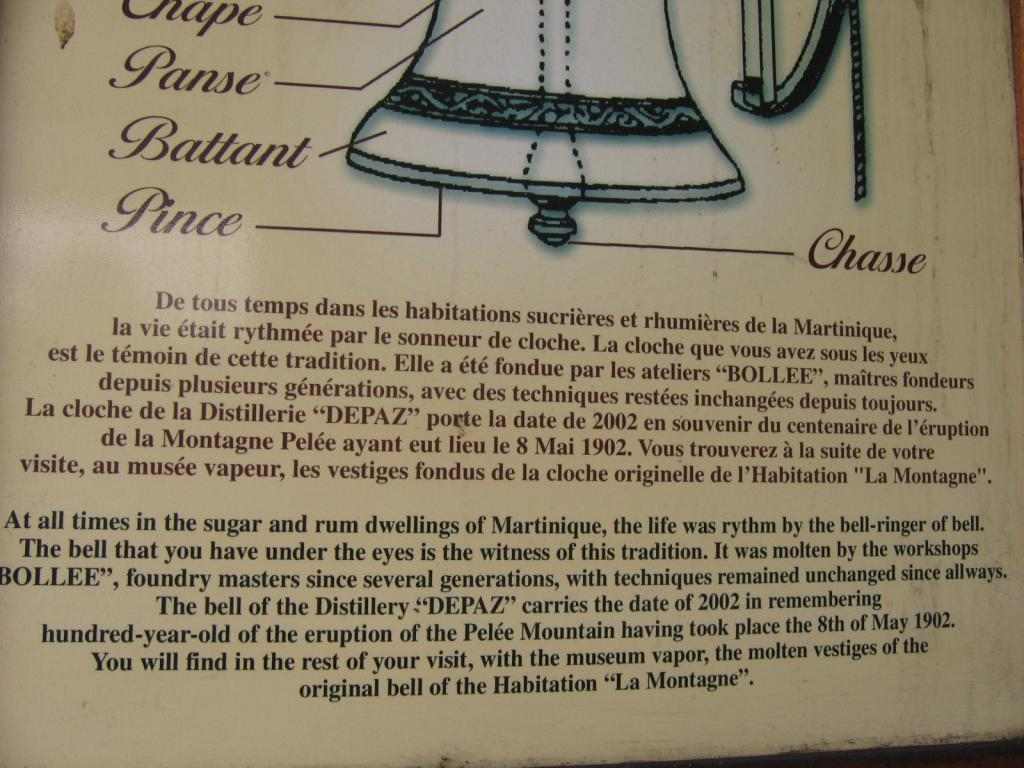 Chape
Panse
Battant
Pince
Chasse
De tous temps dans les habitations sucrières et rhumières de la Martinique,
la vie était rythmée par le sonneur de cloche. La cloche que vous avez sous les yeux
est le témoin de cette tradition. Elle a été fondue par les ateliers “BOLLEE”, maîtres fondeurs
depuis plusieurs générations, avec des techniques restées inchangées depuis toujours.
La cloche de la Distillerie “DEPAZ” porte la date de 2002 en souvenir du centenaire de l’éruption
de la Montagne Pelée ayant eut lieu le 8 Mai 1902. Vous trouverez à la suite de votre
visite, au musée vapeur, les vestiges fondus de la cloche originelle de l’Habitation "La Montagne".
At all times in the sugar and rum dwellings of Martinique, the life was rythm by the bell-ringer of bell.
The bell that you have under the eyes is the witness of this tradition. It was molten by the workshops
BOLLEE”, foundry masters since several generations, with techniques remained unchanged since allways.
The bell of the Distillery “DEPAZ” carries the date of 2002 in remembering
hundred-year-old of the eruption of the Pelée Mountain having took place the 8th of May 1902.
You will find in the rest of your visit, with the museum vapor, the molten vestiges of the
original bell of the Habitation “La Montagne”.